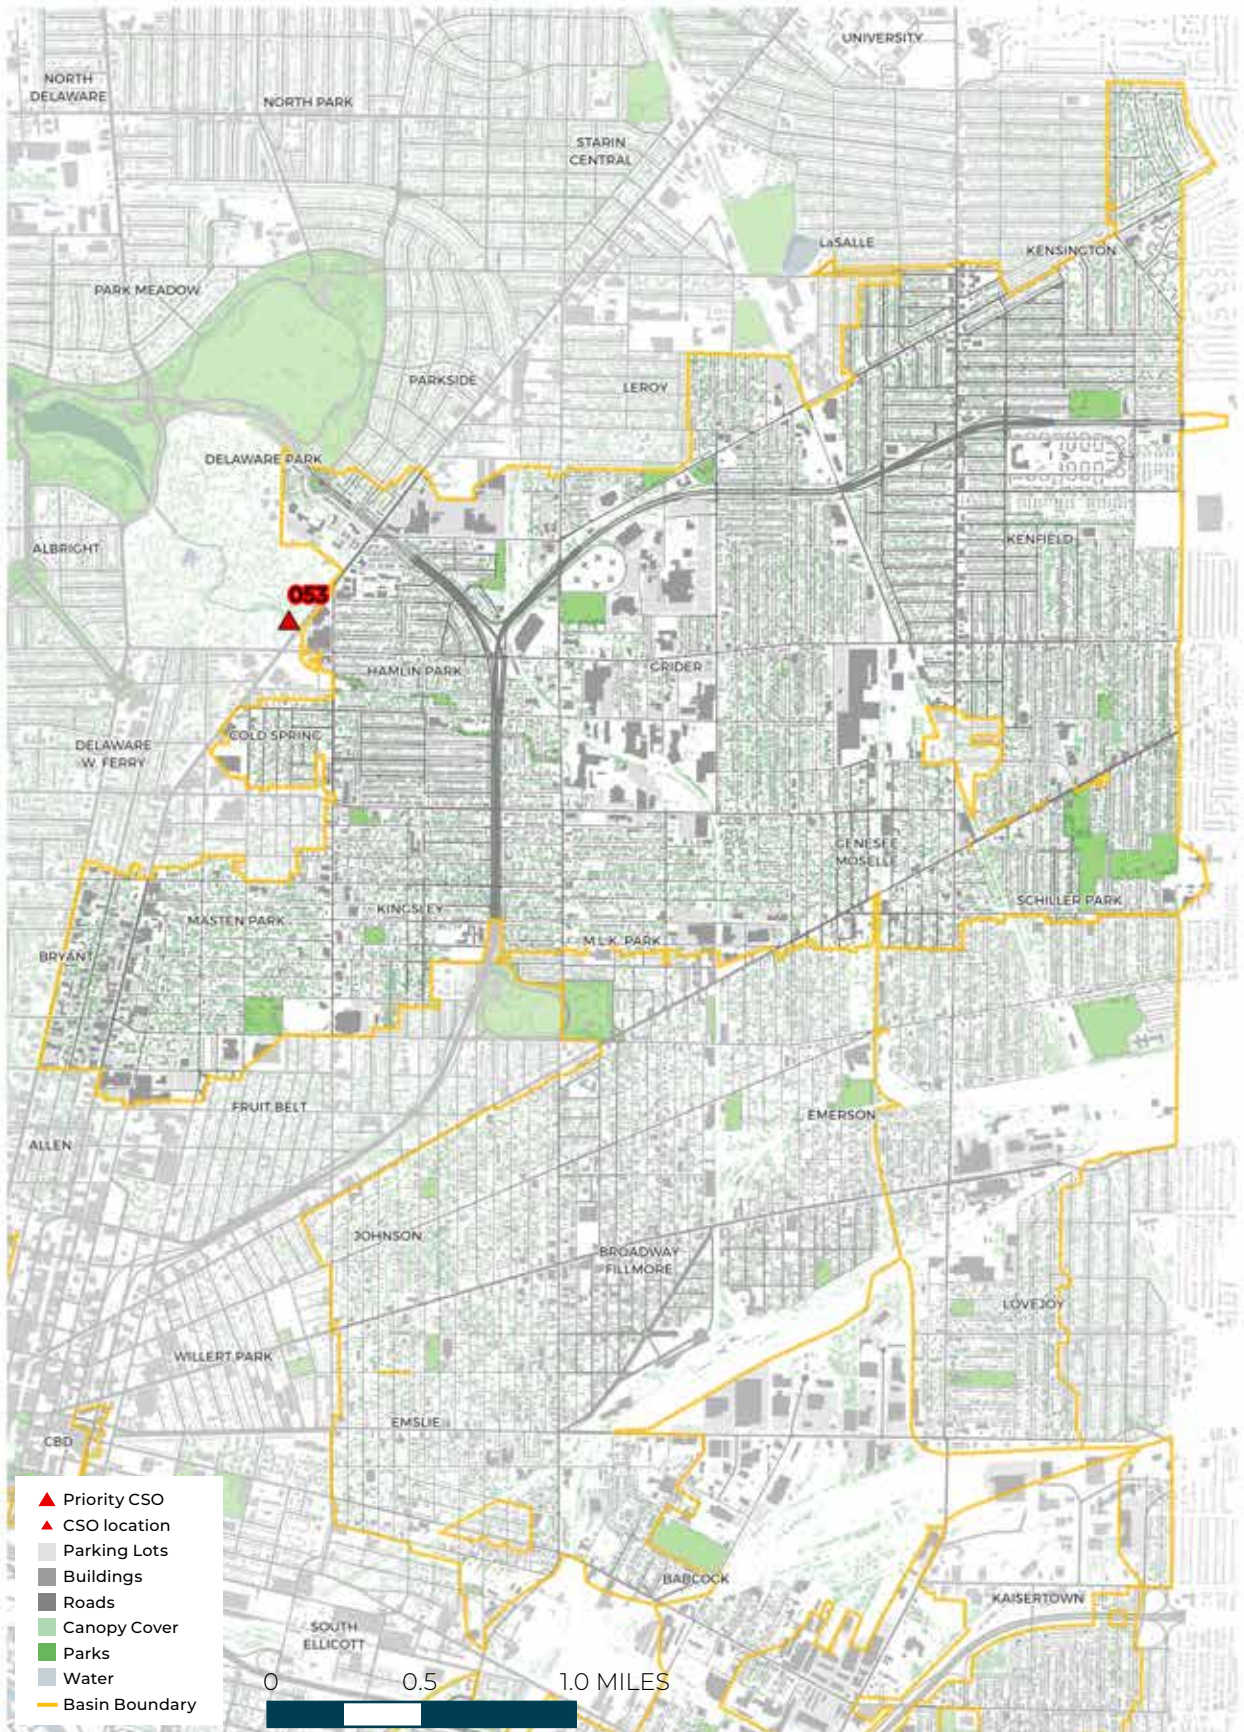 UNIVERSITY
NORTH
DELAWARE
NORTH PARK
STARIN
CENTRAL
LaSALLE
KENSINGTON
PARK MEADOW
PARKSIDE
LEROY
DELAWARE PARK
ALBRIGHT
KENFIELD
053
HAMLIN PARK
GRIDER
COLD SPRING
DELAWARE
W. FERRY
GENESEE
MOSELLE
SCHILLER PARK
KINGSLEY
MASTEN PARK
M.L.K. PARK
BRYANT
FRUIT BELT
EMERSON
ALLEN
JOHNSON
BROADWAY
FILLMORE
LOVEJOY
WILLERT PARK
EMSLIE
CBD
BABCOCK
KAISERTOWN
SOUTH
ELLICOTT
Priority CSO
CSO location
Parking Lots
Buildings
Roads
Canopy Cover
Parks
Water
Basin Boundary
0 0.5 1.0 MILES